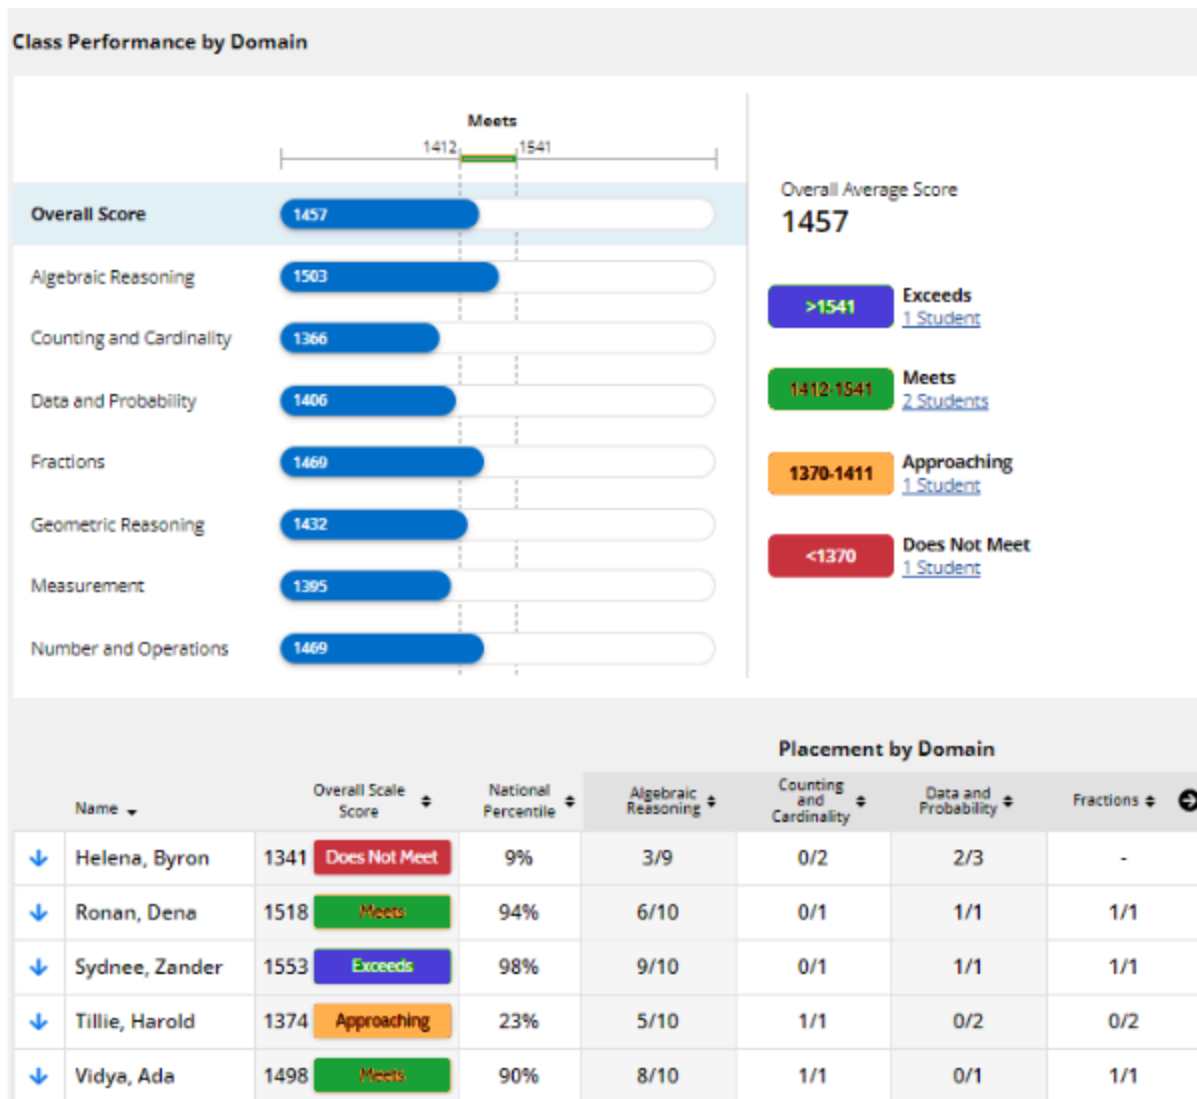 Class Performance by Domain
Meets
1412 1541
Overall Score 1457
Algebraic Reasoning 1503
Counting and Cardinality 1366
Data and Probability 1406
Fractions 1469
Geometric Reasoning 1432
Measurement 1395
Number and Operations 1469
Overall Average Score
1457
>1541 Exceeds
1 Student
1412-1541 Meets
2 Students
1370-1411 Approaching
1 Student
<1370 Does Not Meet
1 Student
Placement by Domain
Name Overall Scale Score National Percentile Algebraic Reasoning Counting and Cardinality Data and Probability Fractions
Helena, Byron 1341 Does Not Meet 9% 3/9 0/2 2/3 -
Ronan, Dena 1518 Meets 94% 6/10 0/1 1/1 1/1
Sydnee, Zander 1553 Exceeds 98% 9/10 0/1 1/1 1/1
Tillie, Harold 1374 Approaching 23% 5/10 1/1 0/2 0/2
Vidya, Ada 1498 Meets 90% 8/10 1/1 0/1 1/1